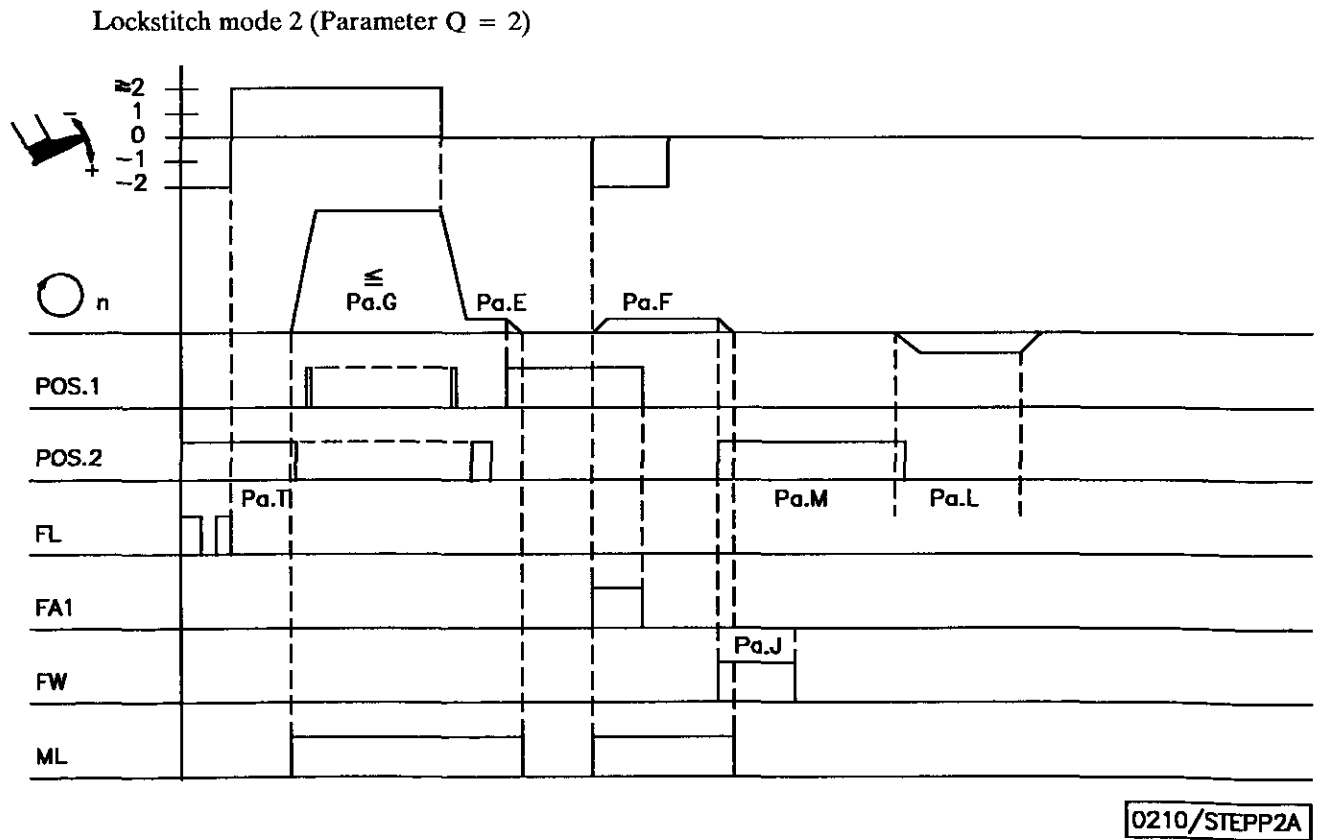 Lockstitch mode 2 (Parameter Q = 2)
≧2
1
0
−1
−2
−
+
n
≦
Pa.G
Pa.E
Pa.F
POS.1
POS.2
Pa.T
Pa.M
Pa.L
FL
FA1
Pa.J
FW
ML
0210/STEPP2A